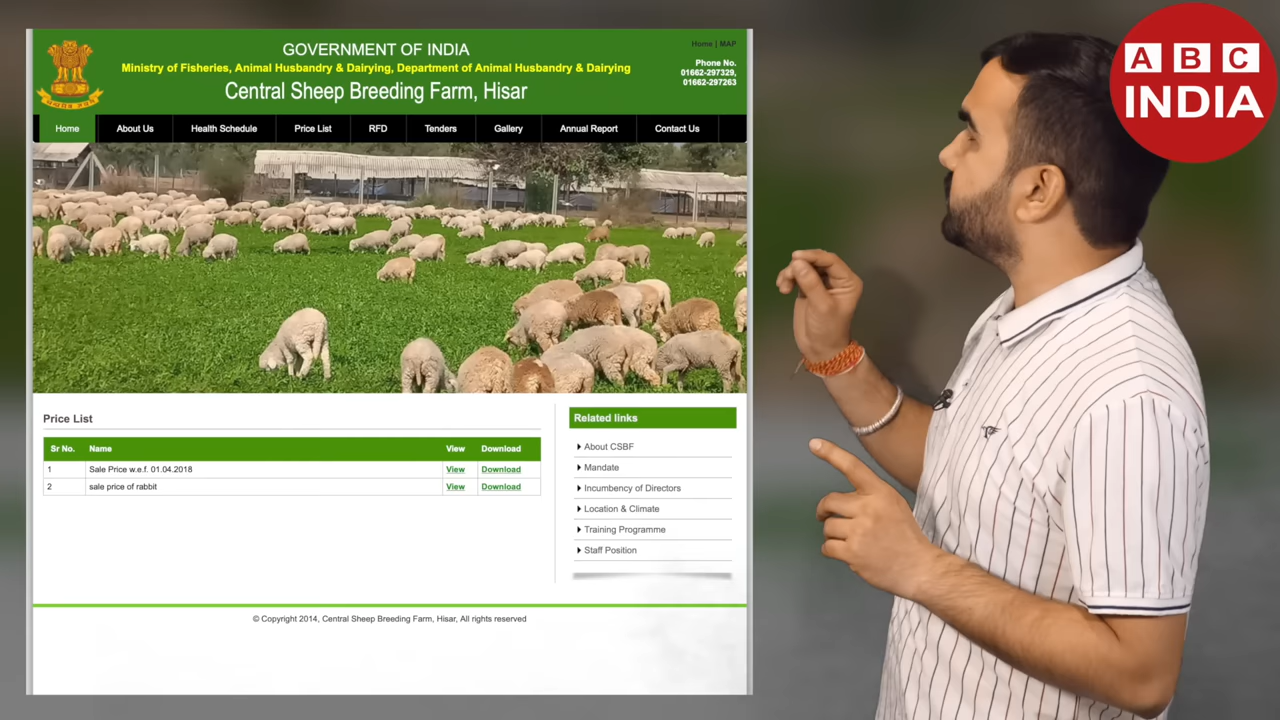 GOVERNMENT OF INDIA
Ministry of Fisheries, Animal Husbandry & Dairying, Department of Animal Husbandry & Dairying
Central Sheep Breeding Farm, Hisar
Home | MAP
Phone No.
01662-297329,
01662-297263
Home About Us Health Schedule Price List RFD Tenders Gallery Annual Report Contact Us
Price List
Sr No. Name View Download
1 Sale Price w.e.f. 01.04.2018 View Download
2 sale price of rabbit View Download
Related links
About CSBF
Mandate
Incumbency of Directors
Location & Climate
Training Programme
Staff Position
© Copyright 2014, Central Sheep Breeding Farm, Hisar, All rights reserved
ABC
INDIA